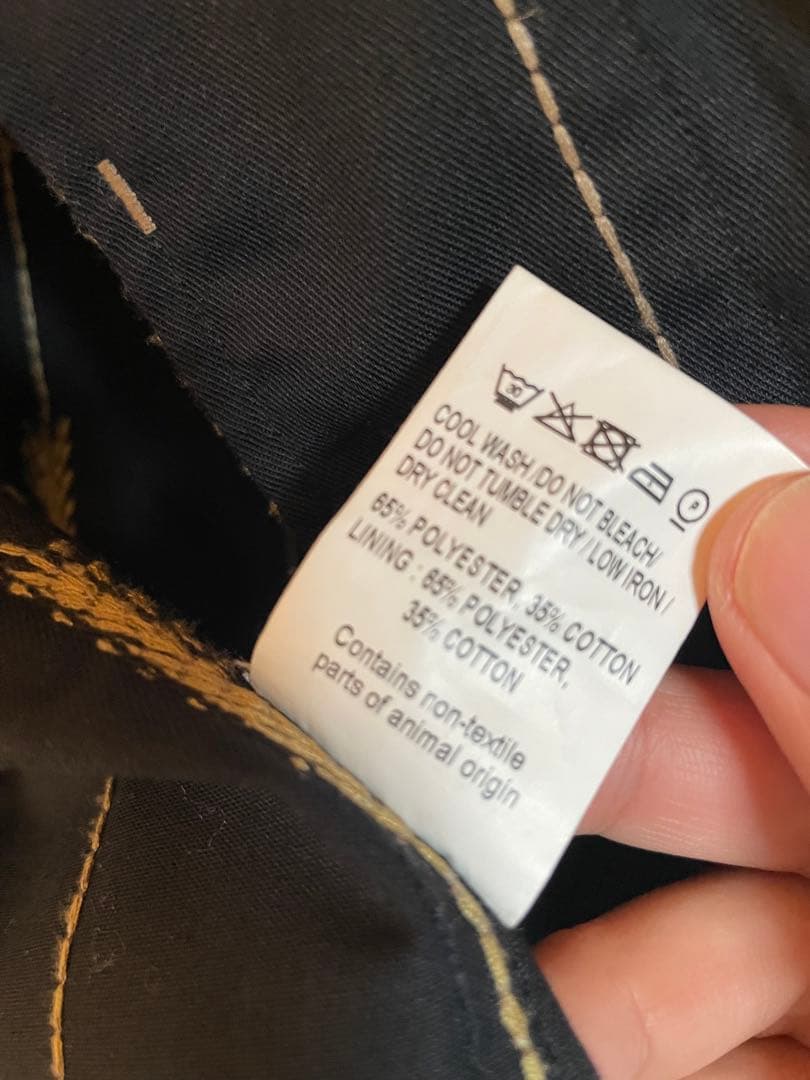 30
P
COOL WASH /DO NOT BLEACH/
DO NOT TUMBLE DRY / LOW IRON /
DRY CLEAN
65% POLYESTER, 35% COTTON
LINING : 65% POLYESTER,
35% COTTON
Contains non-textile
parts of animal origin